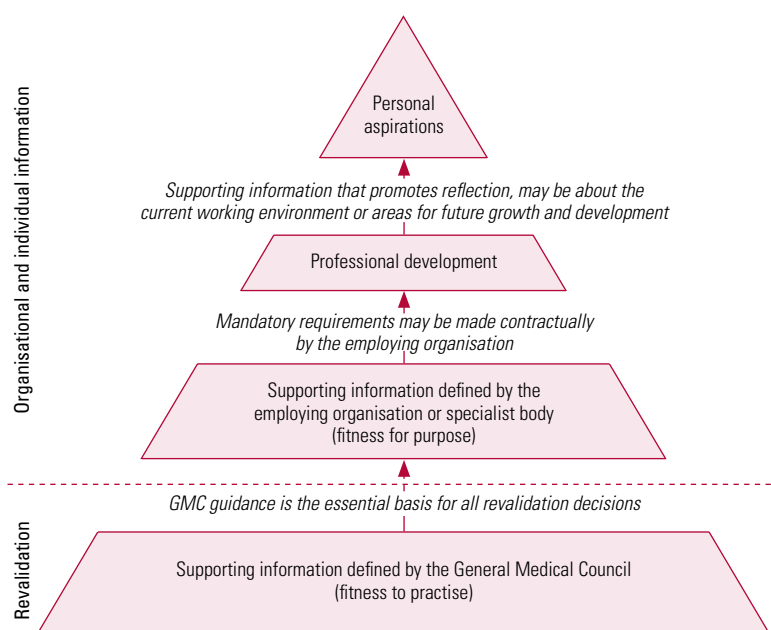 Organisational and individual information
Personal
aspirations
Supporting information that promotes reflection, may be about the
current working environment or areas for future growth and development
Professional development
Mandatory requirements may be made contractually
by the employing organisation
Supporting information defined by the
employing organisation or specialist body
(fitness for purpose)
Revalidation
GMC guidance is the essential basis for all revalidation decisions
Supporting information defined by the General Medical Council
(fitness to practise)